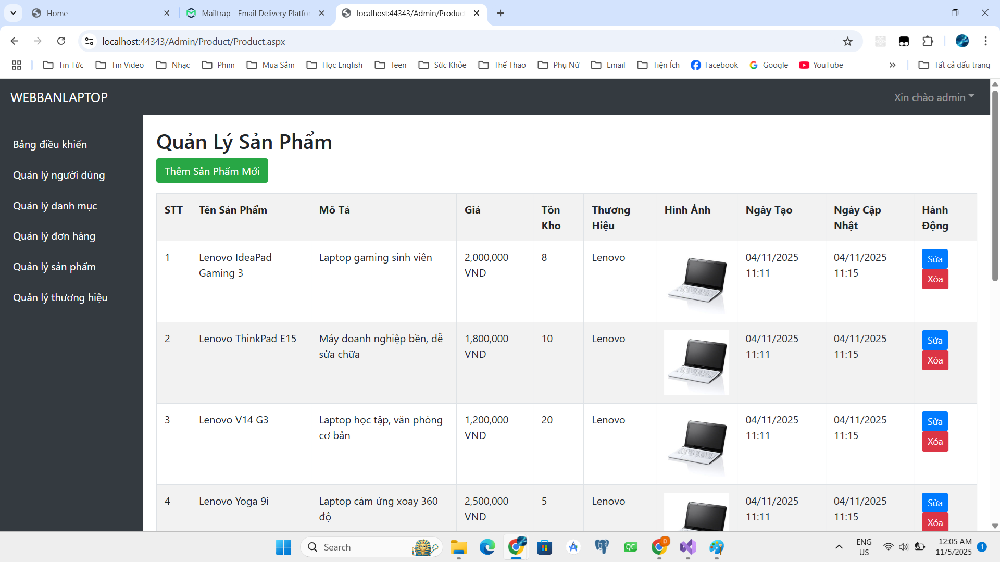 Home
Mailtrap - Email Delivery Platfo
localhost:44343/Admin/Product
localhost:44343/Admin/Product/Product.aspx
Tin Tức
Tin Video
Nhạc
Phim
Mua Sắm
Học English
Teen
Sức Khỏe
Thể Thao
Phụ Nữ
Email
Tiện Ích
Facebook
Google
YouTube
Tất cả dấu trang
WEBBANLAPTOP
Xin chào admin
Bảng điều khiển
Quản lý người dùng
Quản lý danh mục
Quản lý đơn hàng
Quản lý sản phẩm
Quản lý thương hiệu
Quản Lý Sản Phẩm
Thêm Sản Phẩm Mới
STT
Tên Sản Phẩm
Mô Tả
Giá
Tồn
Kho
Thương
Hiệu
Hình Ảnh
Ngày Tạo
Ngày Cập
Nhật
Hành
Động
1
Lenovo IdeaPad
Gaming 3
Laptop gaming sinh viên
2,000,000
VND
8
Lenovo
04/11/2025
11:11
04/11/2025
11:15
Sửa
Xóa
2
Lenovo ThinkPad E15
Máy doanh nghiệp bền, dễ
sửa chữa
1,800,000
VND
10
Lenovo
04/11/2025
11:11
04/11/2025
11:15
Sửa
Xóa
3
Lenovo V14 G3
Laptop học tập, văn phòng
cơ bản
1,200,000
VND
20
Lenovo
04/11/2025
11:11
04/11/2025
11:15
Sửa
Xóa
4
Lenovo Yoga 9i
Laptop cảm ứng xoay 360
độ
2,500,000
VND
5
Lenovo
04/11/2025
11:11
04/11/2025
11:15
Sửa
Xóa
Search
QC
D
ENG
US
12:05 AM
11/5/2025
1